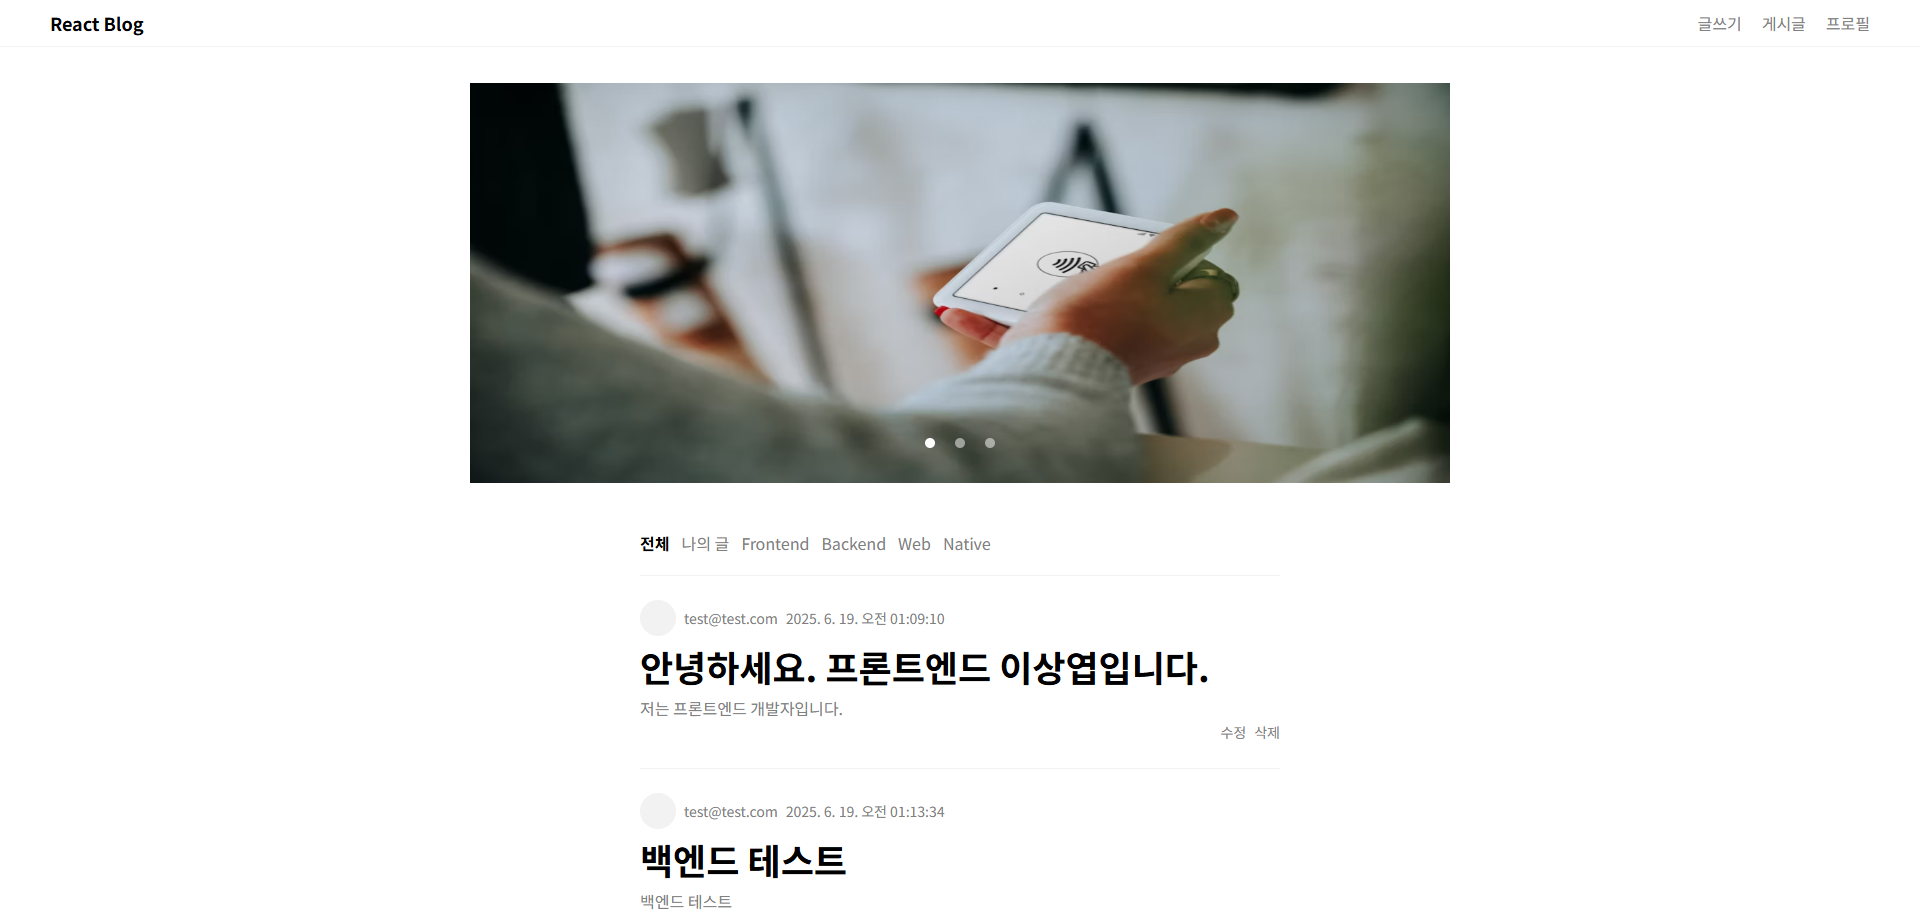 React Blog
글쓰기 게시글 프로필
전체 나의 글 Frontend Backend Web Native
test@test.com 2025. 6. 19. 오전 01:09:10
안녕하세요. 프론트엔드 이상엽입니다.
저는 프론트엔드 개발자입니다.
수정 삭제
test@test.com 2025. 6. 19. 오전 01:13:34
백엔드 테스트
백엔드 테스트